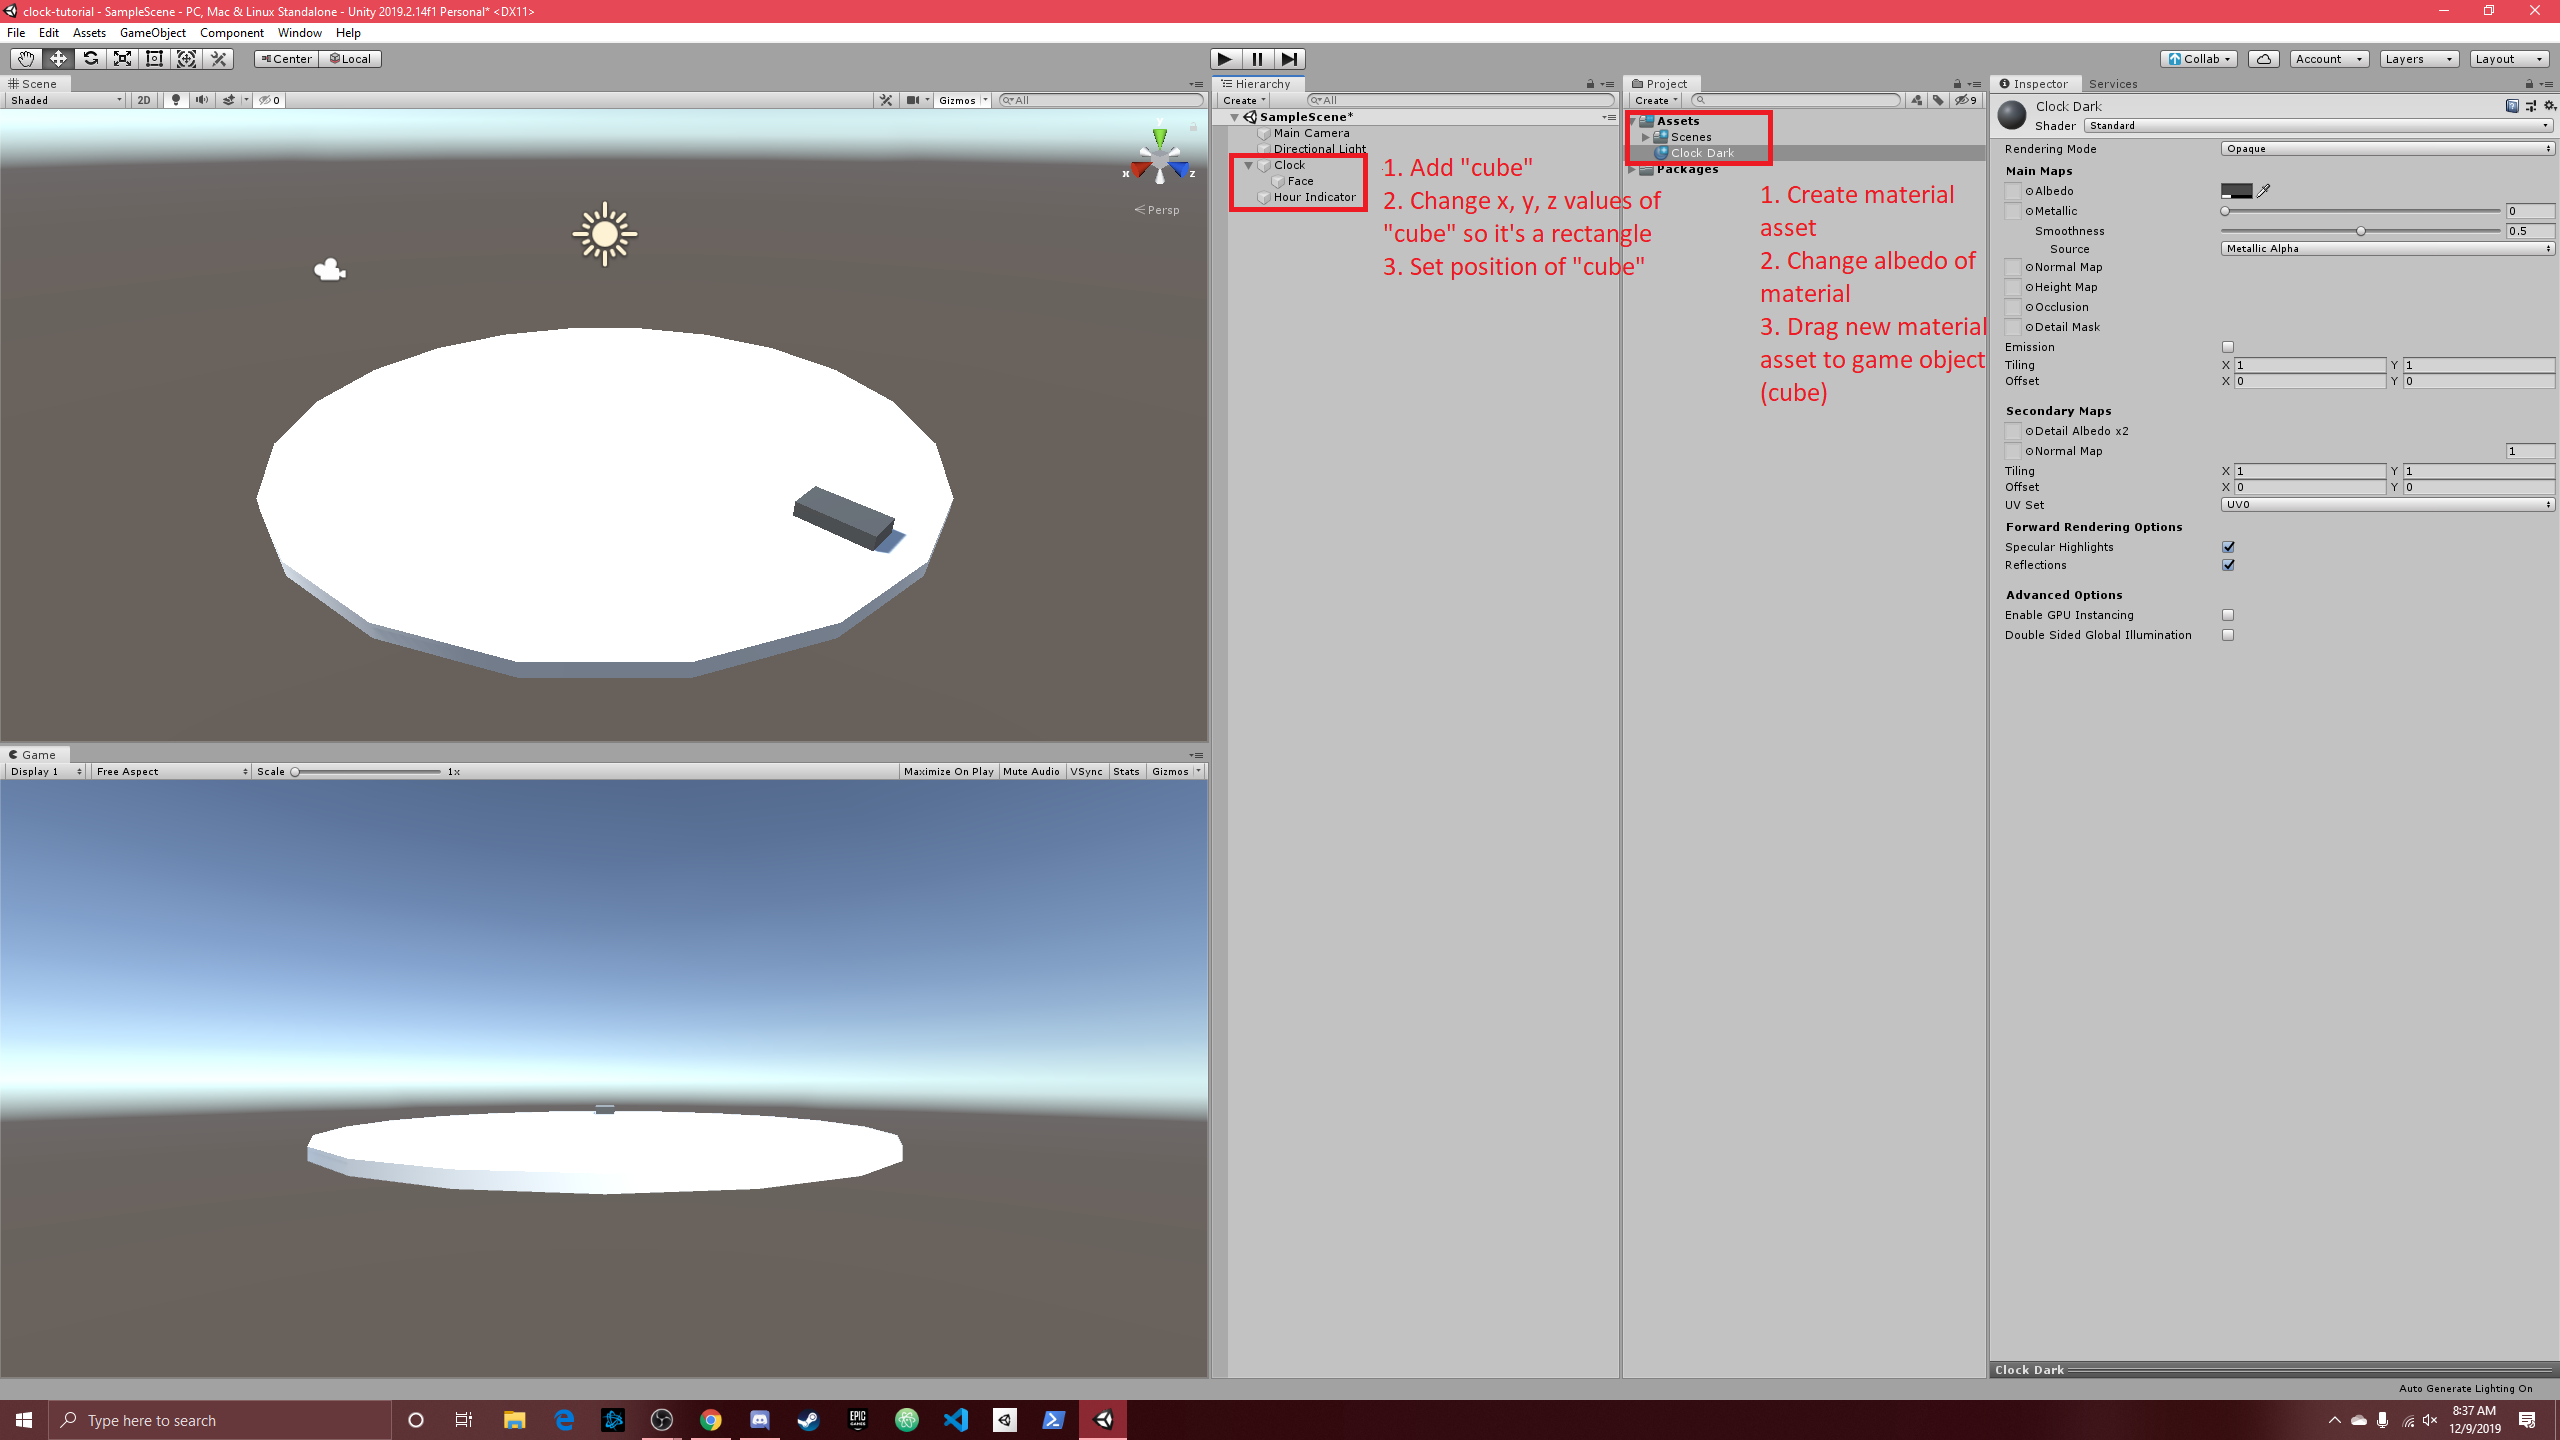 clock-tutorial - SampleScene - PC, Mac & Linux Standalone - Unity 2019.2.14f1 Personal* <DX11>
File Edit Assets GameObject Component Window Help
Center Local
Collab Account Layers Layout
Scene
Shaded 2D 0 Gizmos All
y
x z
Persp
Hierarchy
Create All
SampleScene*
Main Camera
Directional Light
Clock
Face
Hour Indicator
1. Add "cube"
2. Change x, y, z values of
"cube" so it's a rectangle
3. Set position of "cube"
Project
Create 9
Assets
Scenes
Clock Dark
Packages
1. Create material
asset
2. Change albedo of
material
3. Drag new material
asset to game object
(cube)
Inspector Services
Clock Dark
Shader Standard
Rendering Mode Opaque
Main Maps
Albedo
Metallic 0
Smoothness 0.5
Source Metallic Alpha
Normal Map
Height Map
Occlusion
Detail Mask
Emission
Tiling X 1 Y 1
Offset X 0 Y 0
Secondary Maps
Detail Albedo x2
Normal Map 1
Tiling X 1 Y 1
Offset X 0 Y 0
UV Set UV0
Forward Rendering Options
Specular Highlights
Reflections
Advanced Options
Enable GPU Instancing
Double Sided Global Illumination
Game
Display 1 Free Aspect Scale 1x Maximize On Play Mute Audio VSync Stats Gizmos
Clock Dark
Auto Generate Lighting On
Type here to search
EPIC
GAMES
8:37 AM
12/9/2019